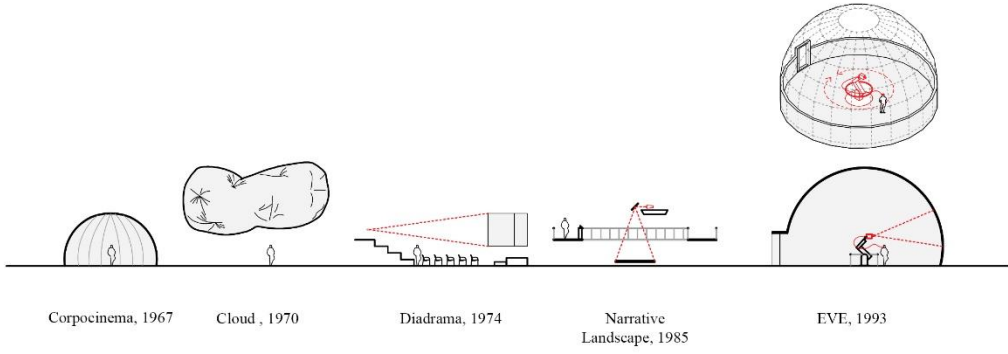 Corpocinema, 1967
Cloud , 1970
Diadrama, 1974
Narrative
Landscape, 1985
EVE, 1993